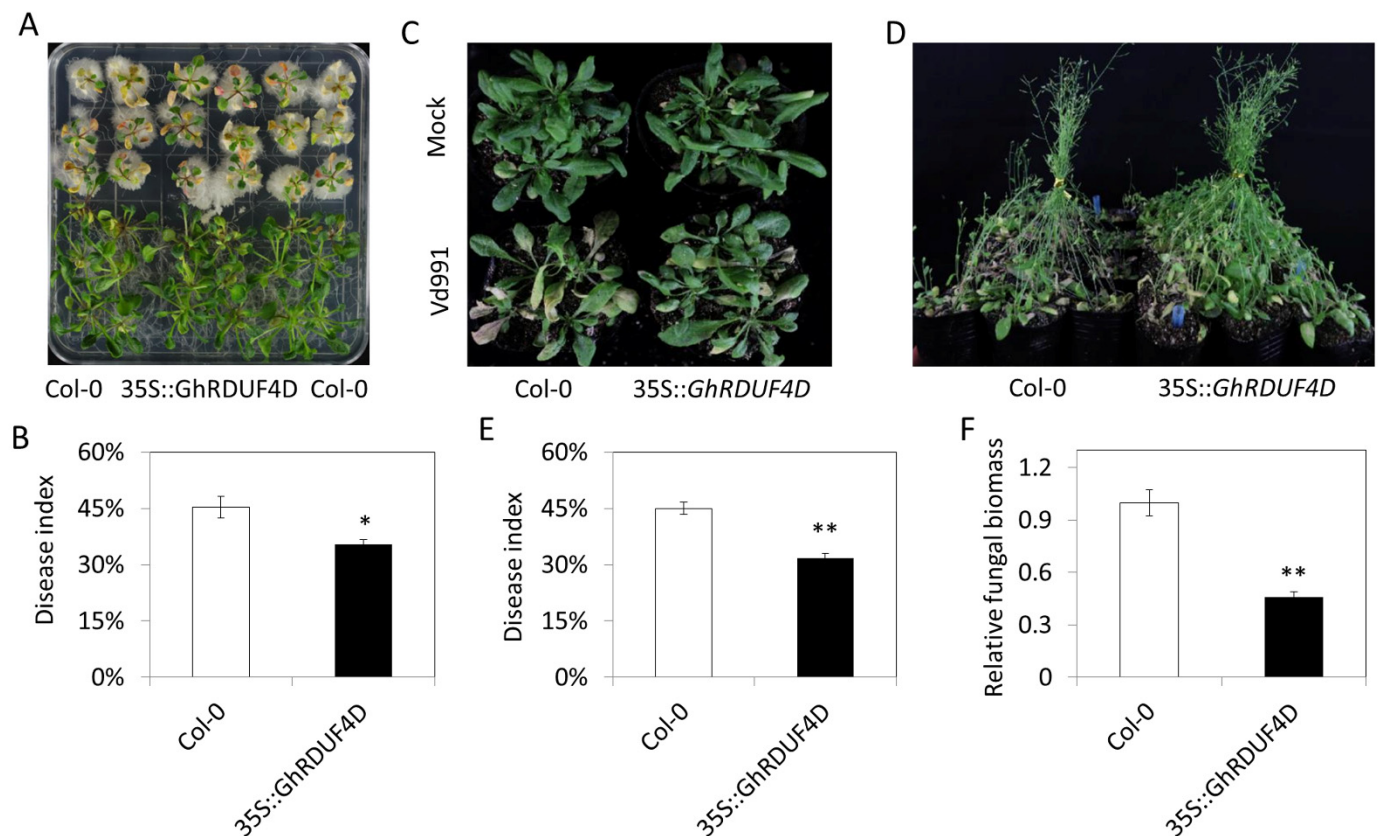 A
C
D
Mock
Vd991
Col-0 35S::GhRDUF4D Col-0
Col-0 35S::GhRDUF4D
Col-0 35S::GhRDUF4D
B
60%
45%
30%
15%
0%
Disease index
*
Col-0
35S::GhRDUF4D
E
60%
45%
30%
15%
0%
Disease index
**
Col-0
35S::GhRDUF4D
F
1.2
0.9
0.6
0.3
0
Relative fungal biomass
**
Col-0
35S::GhRDUF4D